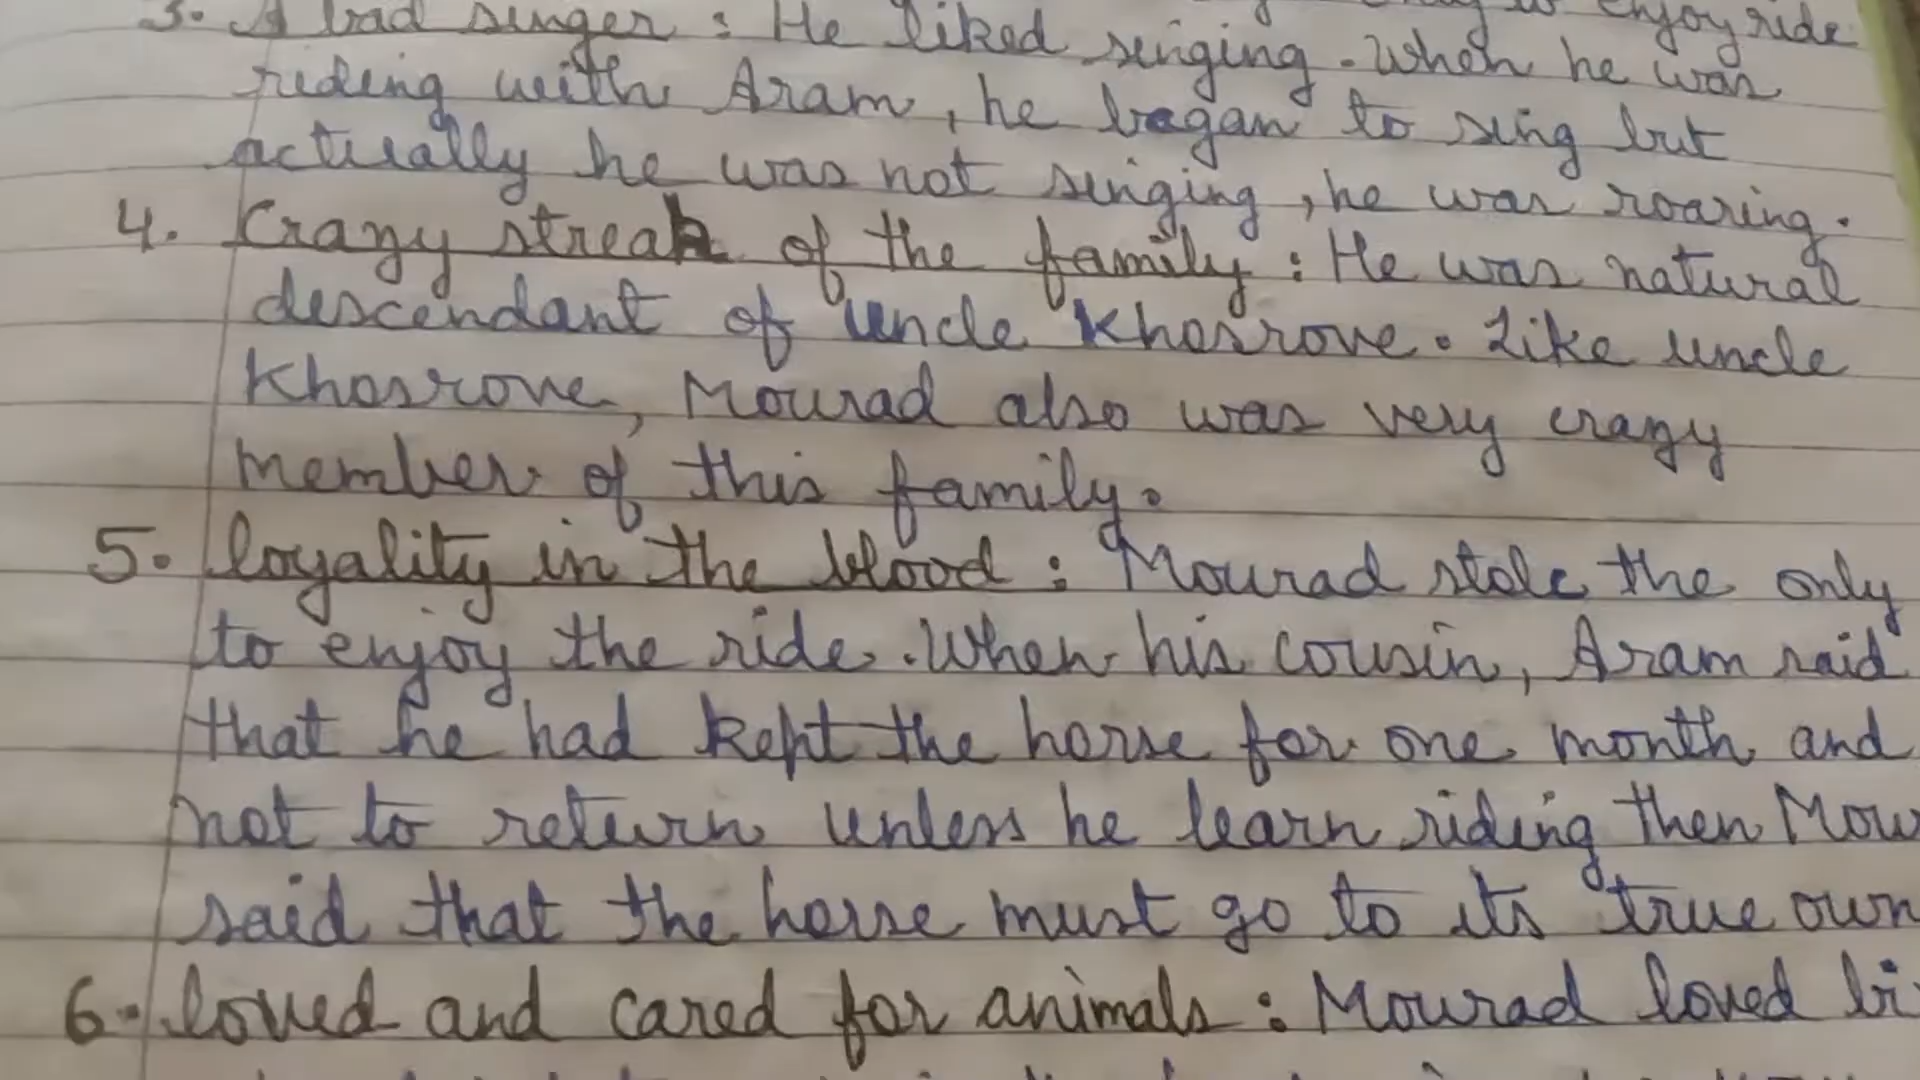 enjoy ride
3. A bad singer : He liked singing. When he was
riding with Aram, he began to sing but
actually he was not singing, he was roaring.
4. Crazy streak of the family : He was natural
descendant of uncle Khosrove. Like uncle
Khosrove, Mourad also was very crazy
member of this family.
5. loyality in the blood : Mourad stole the only
to enjoy the ride. When his cousin, Aram said
that he had kept the horse for one month and
not to return unless he learn riding then Mour
said that the horse must go to its true own
6. loved and cared for animals : Mourad loved bi